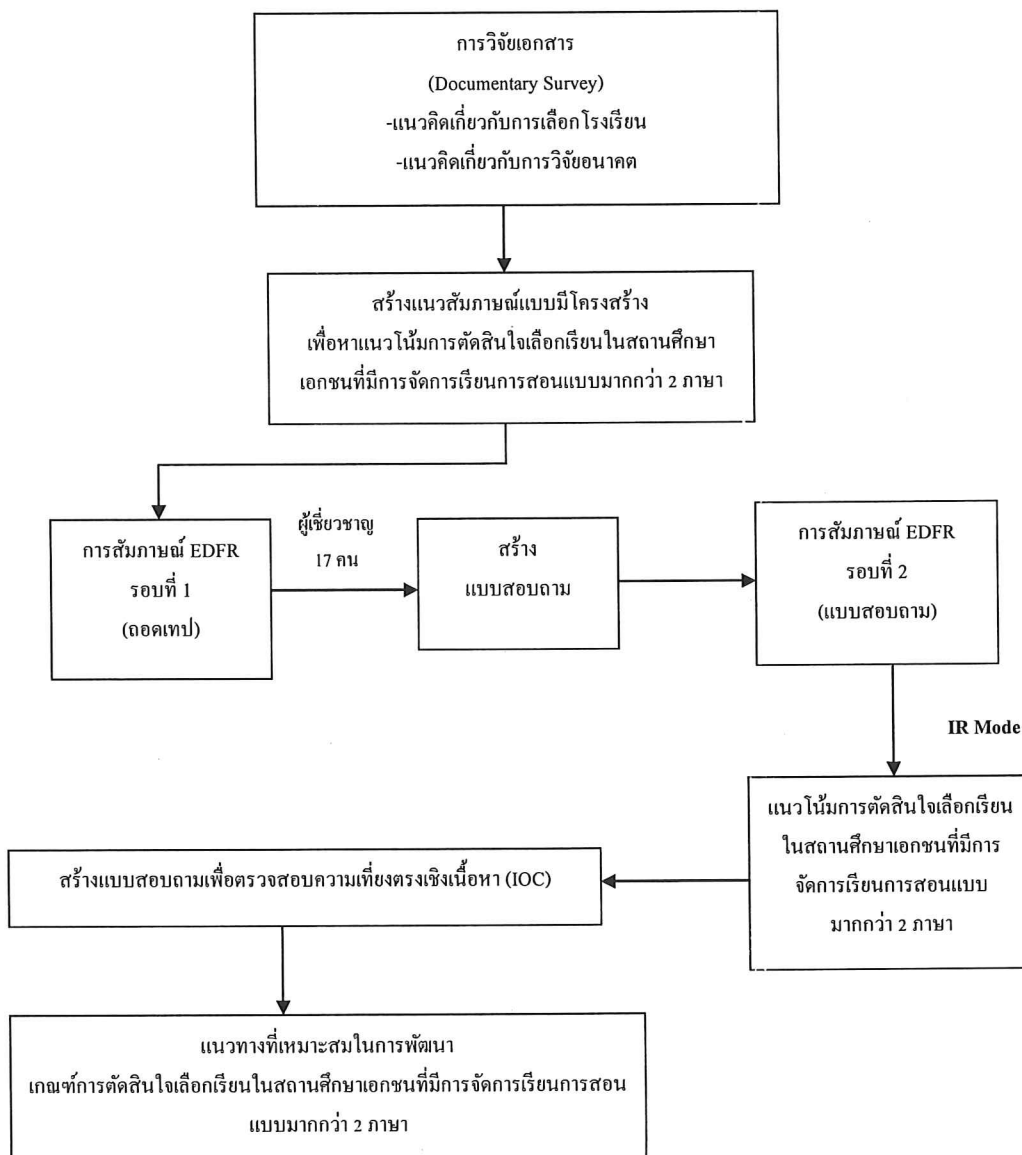 การวิจัยเอกสาร
(Documentary Survey)
-แนวคิดเกี่ยวกับการเลือกโรงเรียน
-แนวคิดเกี่ยวกับการวิจัยอนาคต
สร้างแนวสัมภาษณ์แบบมีโครงสร้าง
เพื่อหาแนวโน้มการตัดสินใจเลือกเรียนในสถานศึกษา
เอกชนที่มีการจัดการเรียนการสอนแบบมากกว่า 2 ภาษา
การสัมภาษณ์ EDFR
รอบที่ 1
(ถอดเทป)
ผู้เชี่ยวชาญ
17 คน
สร้าง
แบบสอบถาม
การสัมภาษณ์ EDFR
รอบที่ 2
(แบบสอบถาม)
IR Mode
แนวโน้มการตัดสินใจเลือกเรียน
ในสถานศึกษาเอกชนที่มีการ
จัดการเรียนการสอนแบบ
มากกว่า 2 ภาษา
สร้างแบบสอบถามเพื่อตรวจสอบความเที่ยงตรงเชิงเนื้อหา (IOC)
แนวทางที่เหมาะสมในการพัฒนา
เกณฑ์การตัดสินใจเลือกเรียนในสถานศึกษาเอกชนที่มีการจัดการเรียนการสอน
แบบมากกว่า 2 ภาษา